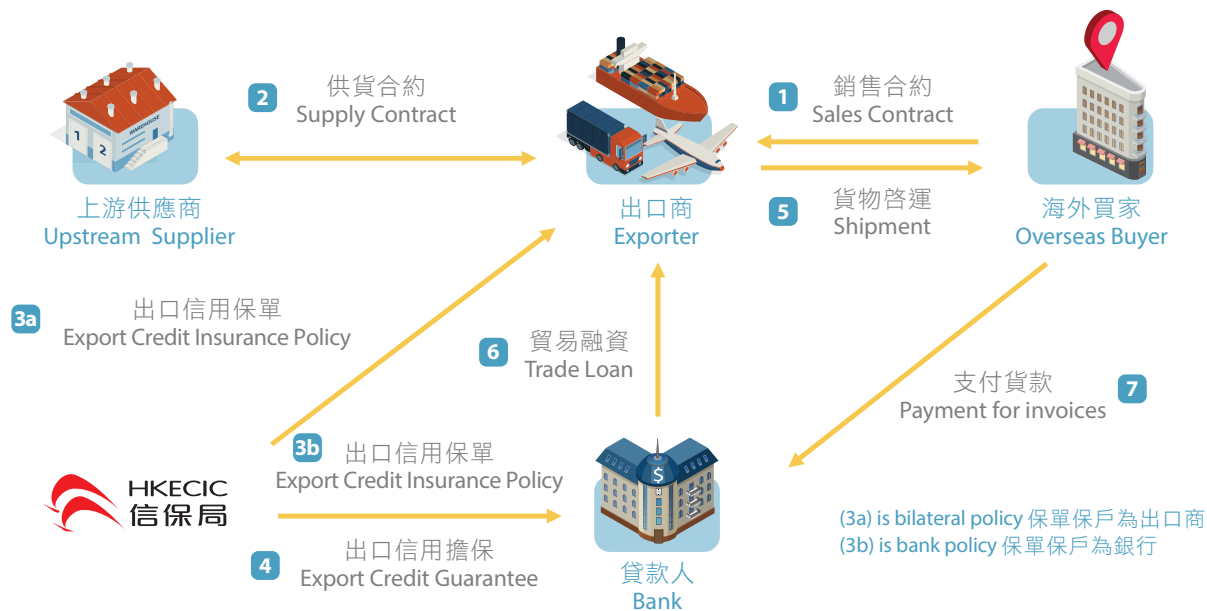 2
供貨合約
Supply Contract
1
銷售合約
Sales Contract
WAREHOUSE
1
2
上游供應商
Upstream Supplier
出口商
Exporter
5
貨物啓運
Shipment
海外買家
Overseas Buyer
3a
出口信用保單
Export Credit Insurance Policy
6
貿易融資
Trade Loan
支付貨款
Payment for invoices
7
3b
出口信用保單
Export Credit Insurance Policy
HKECIC
信保局
4
出口信用擔保
Export Credit Guarantee
$
貸款人
Bank
(3a) is bilateral policy 保單保戶為出口商
(3b) is bank policy 保單保戶為銀行